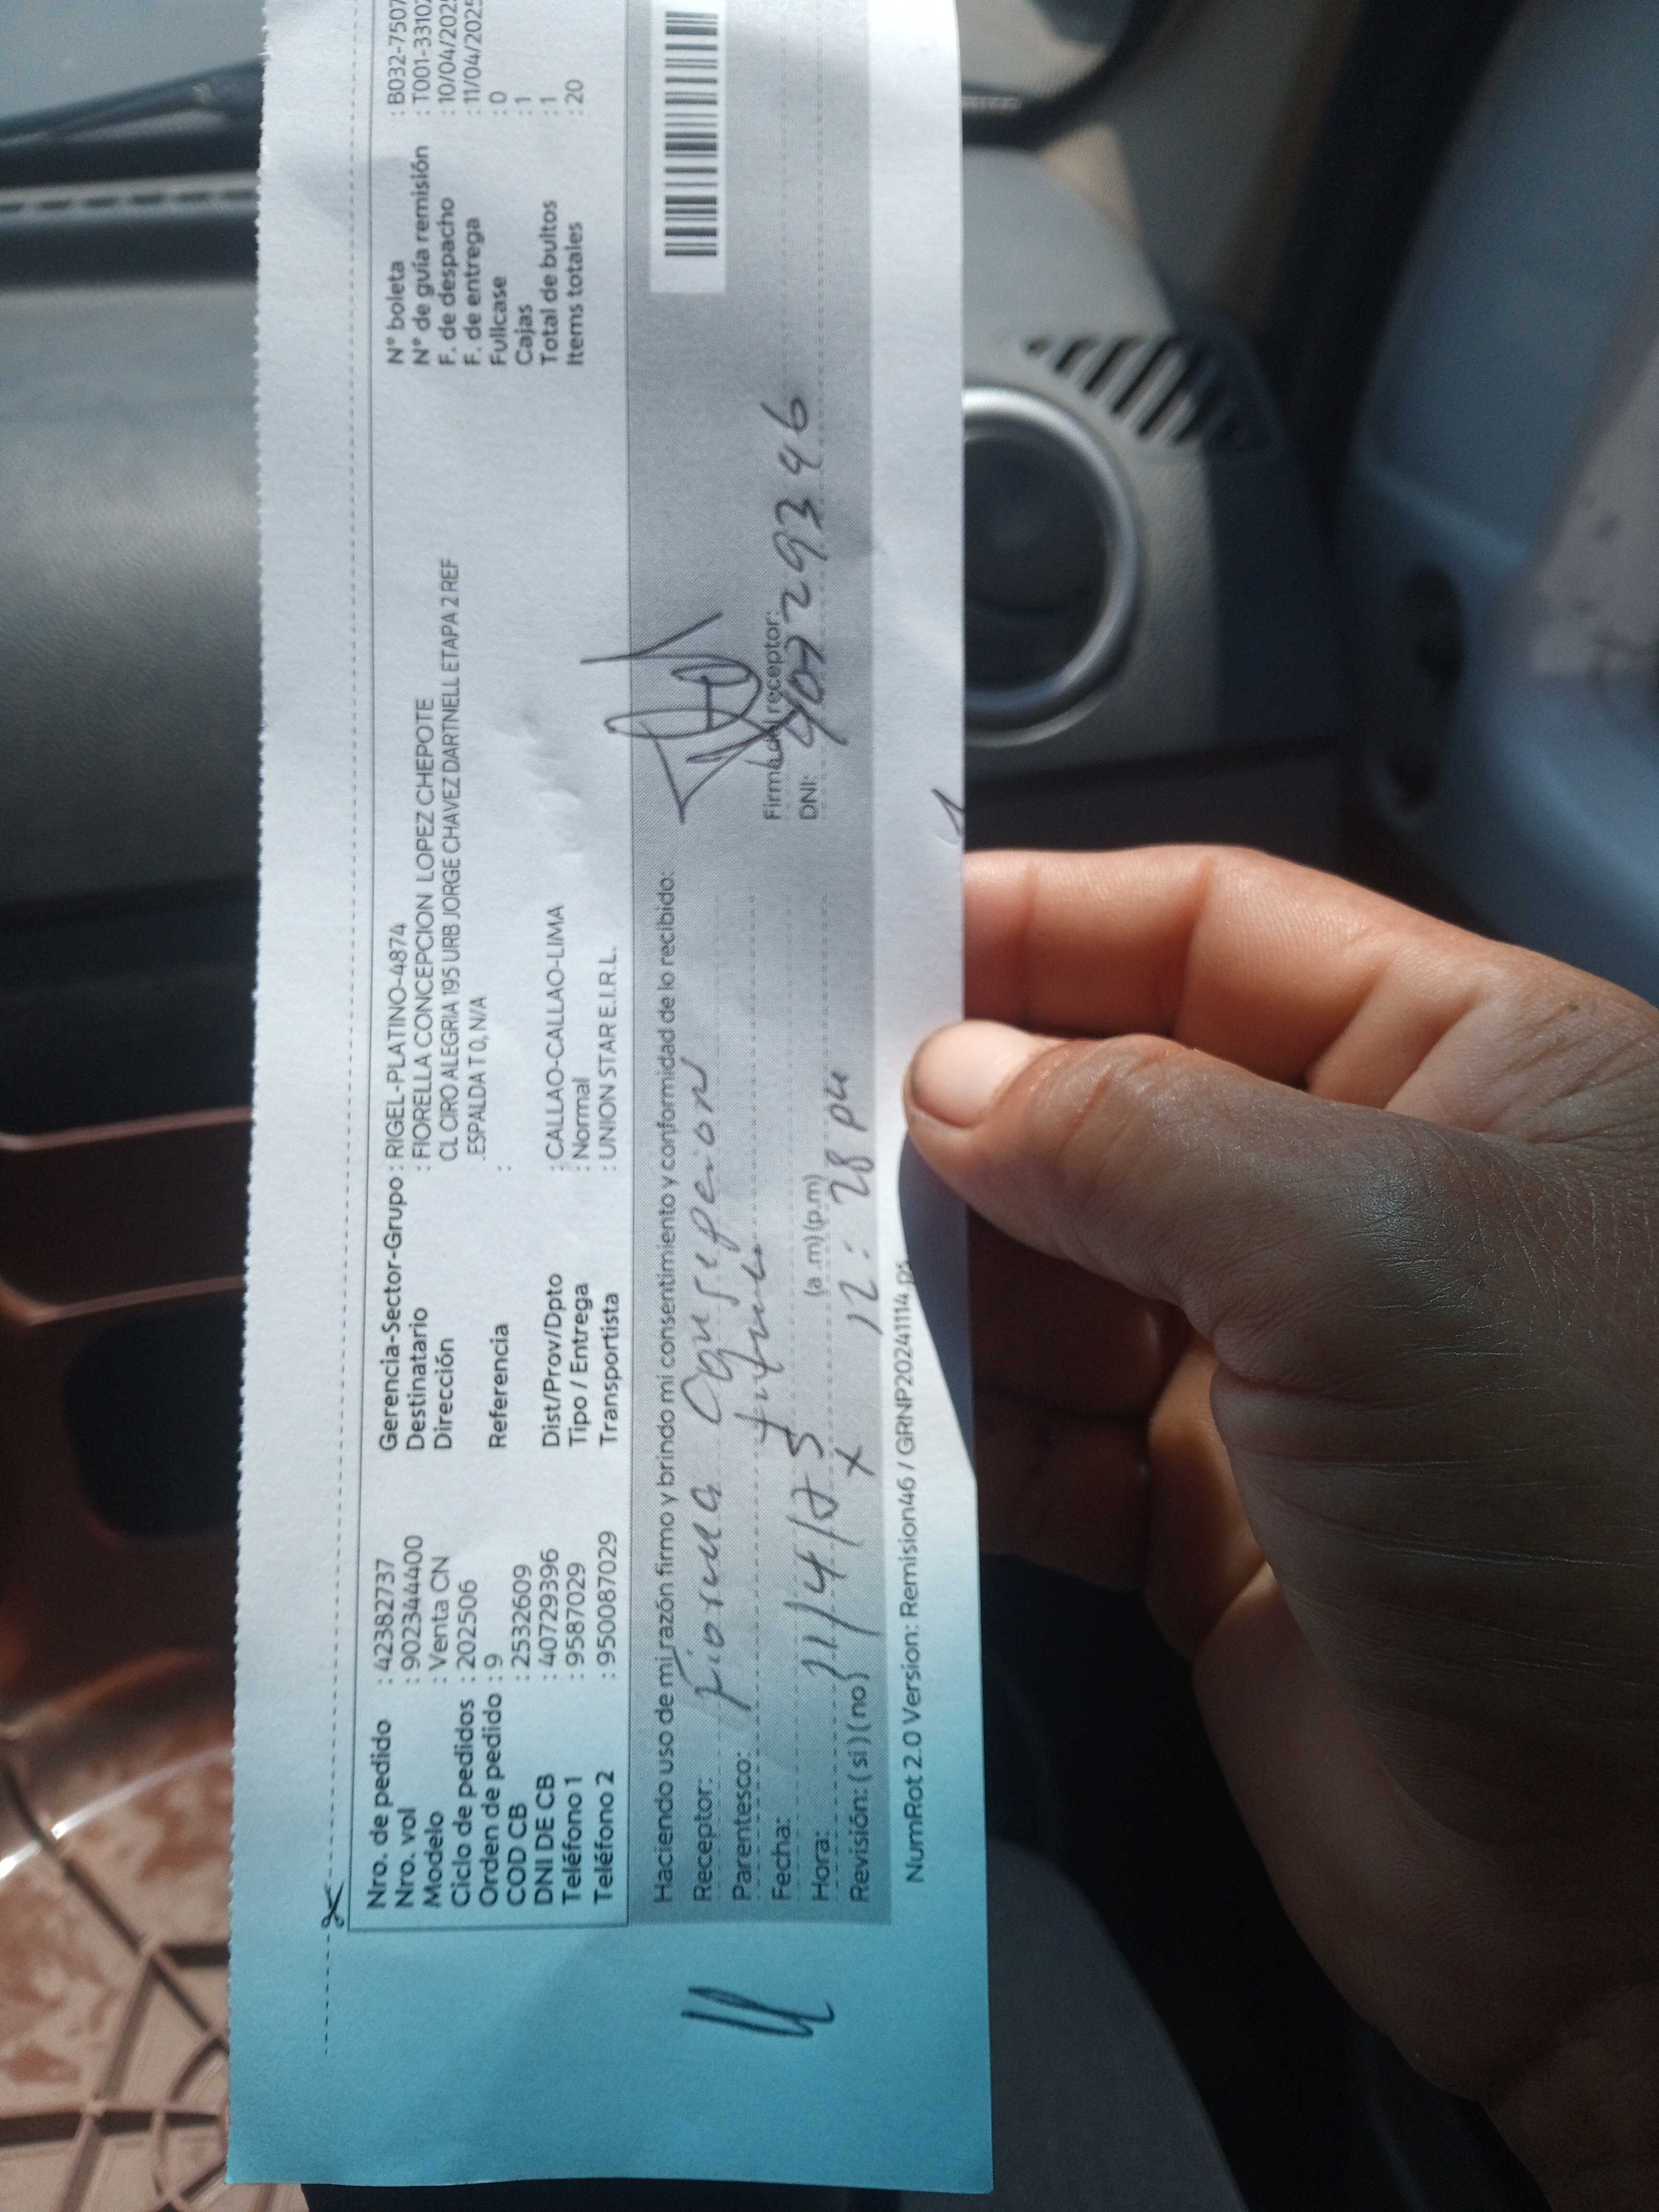 Nro. de pedido : 42382737
Nro. vol : 902344400
Modelo : Venta CN
Ciclo de pedidos : 202506
Orden de pedido : 9
COD CB : 2532609
DNI DE CB : 40729396
Teléfono 1 : 9587029
Teléfono 2 : 950087029
Gerencia-Sector-Grupo : RIGEL-PLATINO-4874
Destinatario : FIORELLA CONCEPCION LOPEZ CHEPOTE
Dirección CL CIRO ALEGRIA 195 URB JORGE CHAVEZ DARTNELL ETAPA 2 REF
.ESPALDA T 0, N/A
Referencia :
Dist/Prov/Dpto : CALLAO-CALLAO-LIMA
Tipo / Entrega : Normal
Transportista : UNION STAR E.I.R.L.
N° boleta : B032-7507
N° de guía remisión : T001-3310
F. de despacho : 10/04/202
F. de entrega : 11/04/2025
Fullcase : 0
Cajas : 1
Total de bultos : 1
Items totales : 20
Haciendo uso de mi razón firmo y brindo mi consentimiento y conformidad de lo recibido:
Receptor:
Parentesco:
Fecha: 11/4/25
Hora: (a.m) (p.m) 12:28 pm
Revisión: (si) (no) x
Firma del receptor:
DNI: 40729396
NumRot 2.0 Version: Remision46 / GRNP20241114